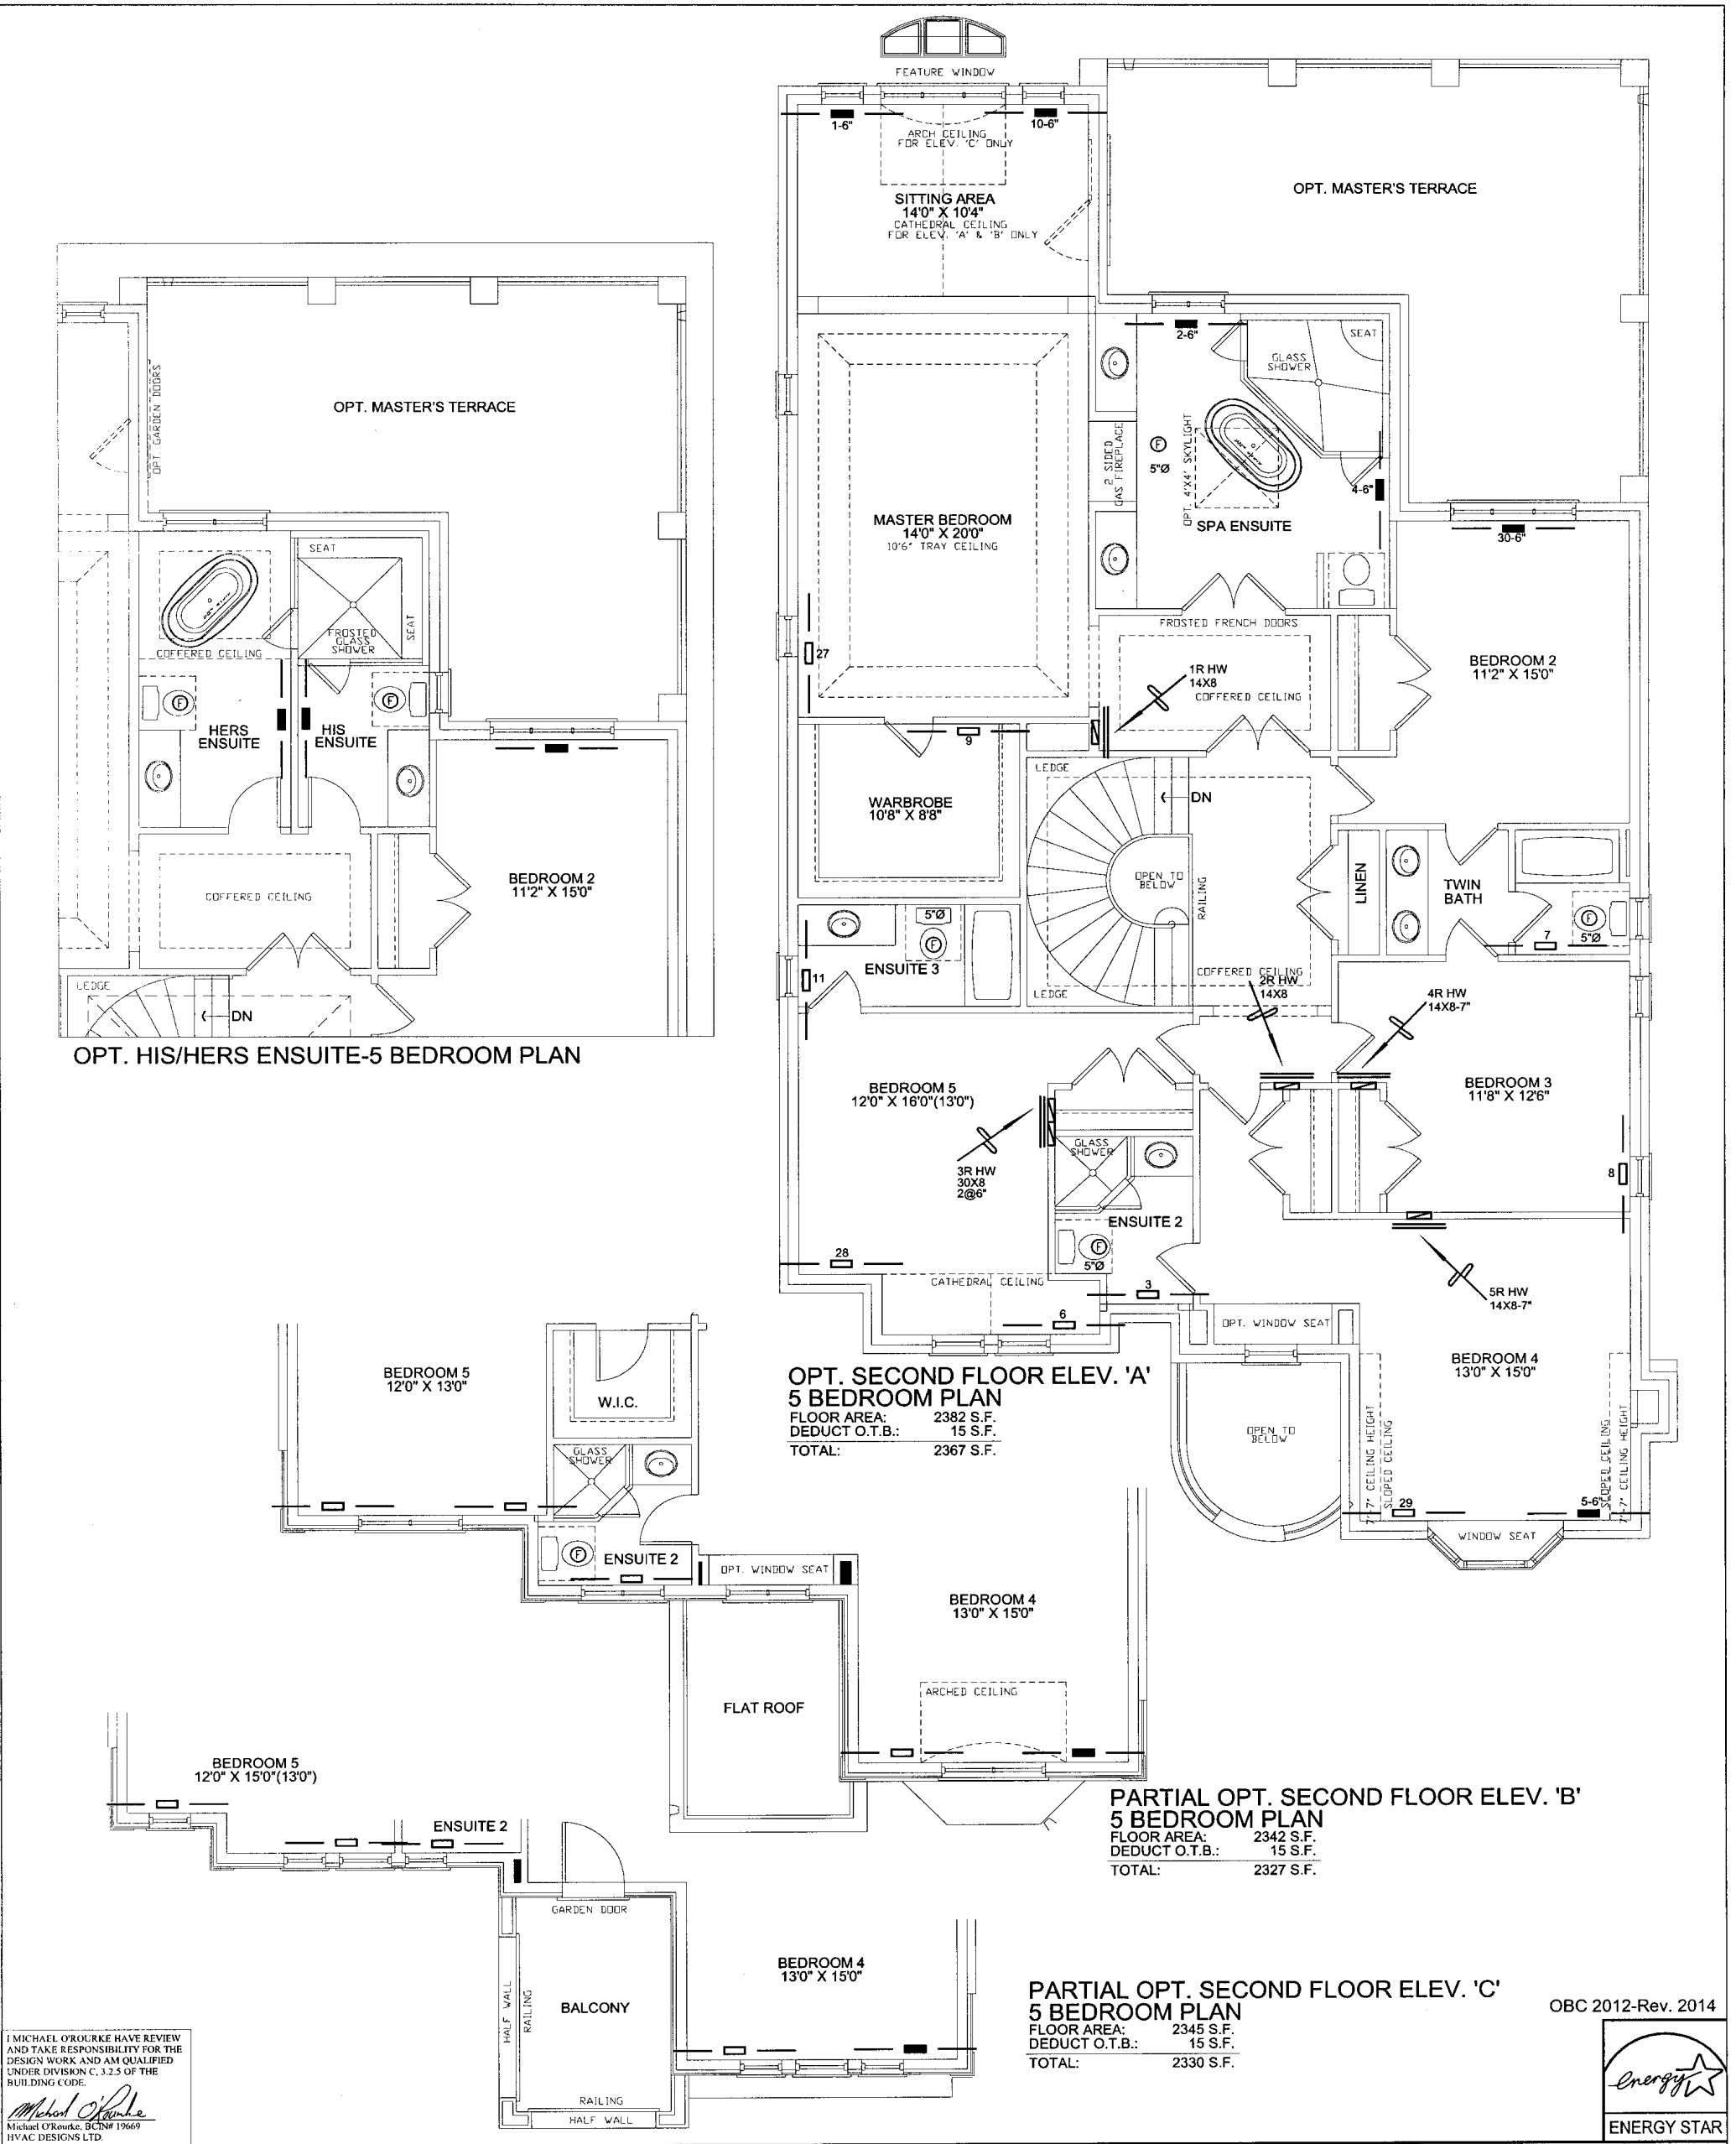 FEATURE WINDOW
1-6"
10-6"
ARCH CEILING
FOR ELEV. 'C' ONLY
SITTING AREA
14'0" X 10'4"
CATHEDRAL CEILING
FOR ELEV. 'A' & 'B' ONLY
OPT. MASTER'S TERRACE
2-6"
SEAT
GLASS
SHOWER
2 SIDED
GAS FIREPLACE
F
5"Ø
OPT. 4'X4' SKYLIGHT
4-6"
SPA ENSUITE
MASTER BEDROOM
14'0" X 20'0"
10'6" TRAY CEILING
30-6"
27
FROSTED FRENCH DOORS
1R HW
14X8
COFFERED CEILING
BEDROOM 2
11'2" X 15'0"
9
WARBROBE
10'8" X 8'8"
LEDGE
DN
OPEN TO
BELOW
RAILING
LINEN
TWIN
BATH
F
5"Ø
7
5"Ø
F
ENSUITE 3
11
LEDGE
COFFERED CEILING
2R HW
14X8
4R HW
14X8-7"
BEDROOM 5
12'0" X 16'0"(13'0")
3R HW
30X8
2@6"
GLASS
SHOWER
BEDROOM 3
11'8" X 12'6"
8
ENSUITE 2
F
5"Ø
28
CATHEDRAL CEILING
3
6
5R HW
14X8-7"
OPT. WINDOW SEAT
BEDROOM 4
13'0" X 15'0"
OPEN TO
BELOW
7'-7" CEILING HEIGHT
SLOPED CEILING
SLOPED CEILING
7'-7" CEILING HEIGHT
29
5-6"
WINDOW SEAT
OPT. SECOND FLOOR ELEV. 'A'
5 BEDROOM PLAN
FLOOR AREA: 2382 S.F.
DEDUCT O.T.B.: 15 S.F.
TOTAL: 2367 S.F.
OPT. GARDEN DOORS
OPT. MASTER'S TERRACE
SEAT
FROSTED
GLASS
SHOWER
SEAT
COFFERED CEILING
F
F
HERS
ENSUITE
HIS
ENSUITE
BEDROOM 2
11'2" X 15'0"
COFFERED CEILING
LEDGE
DN
OPT. HIS/HERS ENSUITE-5 BEDROOM PLAN
BEDROOM 5
12'0" X 13'0"
W.I.C.
GLASS
SHOWER
F
ENSUITE 2
OPT. WINDOW SEAT
BEDROOM 4
13'0" X 15'0"
FLAT ROOF
ARCHED CEILING
PARTIAL OPT. SECOND FLOOR ELEV. 'B'
5 BEDROOM PLAN
FLOOR AREA: 2342 S.F.
DEDUCT O.T.B.: 15 S.F.
TOTAL: 2327 S.F.
BEDROOM 5
12'0" X 15'0"(13'0")
ENSUITE 2
GARDEN DOOR
HALF WALL
RAILING
BALCONY
BEDROOM 4
13'0" X 15'0"
RAILING
HALF WALL
PARTIAL OPT. SECOND FLOOR ELEV. 'C'
5 BEDROOM PLAN
FLOOR AREA: 2345 S.F.
DEDUCT O.T.B.: 15 S.F.
TOTAL: 2330 S.F.
OBC 2012-Rev. 2014
energy
ENERGY STAR
I MICHAEL O'ROURKE HAVE REVIEW
AND TAKE RESPONSIBILITY FOR THE
DESIGN WORK AND AM QUALIFIED
UNDER DIVISION C, 3.2.5 OF THE
BUILDING CODE.
Michael O'Rourke
Michael O'Rourke, BCIN# 19669
HVAC DESIGNS LTD.